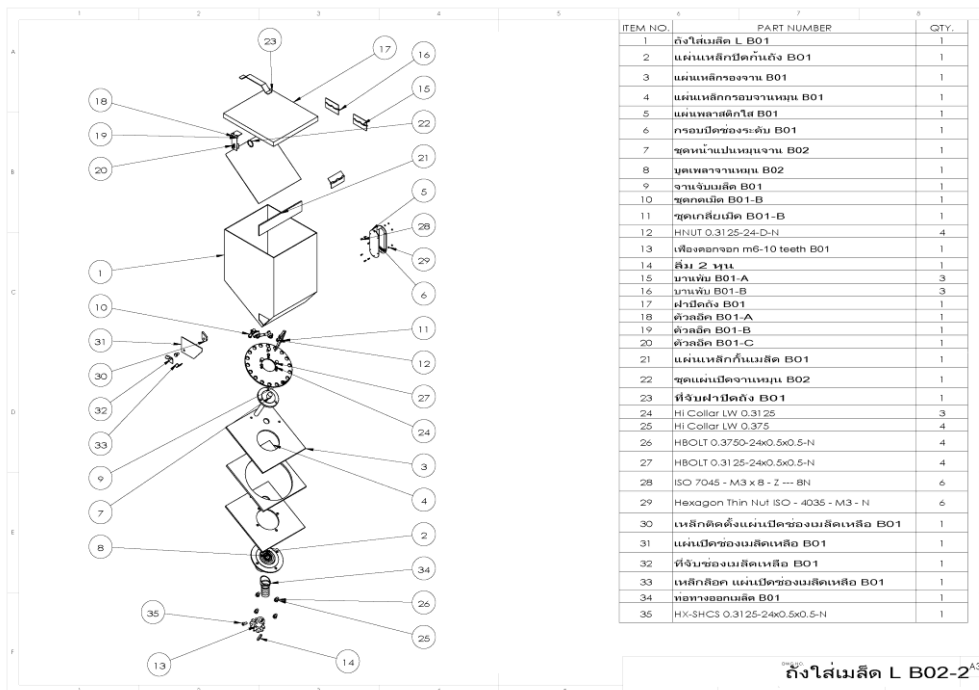 1 2 3 4 5 6 7 8
A
B
C
D
E
F
23
17
16
18
15
19
22
20
21
5
28
1
29
6
10
11
31
12
30
27
32
24
33
9
3
7
4
8
2
34
26
35
25
13
14
ITEM NO. PART NUMBER QTY.
1 ถังใส่เมล็ด L B01 1
2 แผ่นเหล็กปิดก้นถัง B01 1
3 แผ่นเหล็กรองจาน B01 1
4 แผ่นเหล็กกรอบจานหมุน B01 1
5 แผ่นพลาสติกใส B01 1
6 กรอบปิดช่องระดับ B01 1
7 ชุดหน้าแปนหมุนจาน B02 1
8 บูดเพลาจานหมุน B02 1
9 จานจับเมล็ด B01 1
10 ชุดกดเม็ด B01-B 1
11 ชุดเกลี่ยเม็ด B01-B 1
12 HNUT 0.3125-24-D-N 4
13 เฟืองดอกจอก m6-10 teeth B01 1
14 ลิ่ม 2 หุน 1
15 บานพับ B01-A 3
16 บานพับ B01-B 3
17 ฝาปิดถัง B01 1
18 ตัวลอ๊ค B01-A 1
19 ตัวลอ๊ค B01-B 1
20 ตัวลอ๊ค B01-C 1
21 แผ่นเหล็กกั้นเมล็ด B01 1
22 ชุดแผ่นปิดจานหมุน B02 1
23 ที่จับฝาปิดถัง B01 1
24 Hi Collar LW 0.3125 3
25 Hi Collar LW 0.375 4
26 HBOLT 0.3750-24x0.5x0.5-N 4
27 HBOLT 0.3125-24x0.5x0.5-N 4
28 ISO 7045 - M3 x 8 - Z --- 8N 6
29 Hexagon Thin Nut ISO - 4035 - M3 - N 6
30 เหล็กติดตั้งแผ่นปิดช่องเมล็ดเหลือ B01 1
31 แผ่นปิดช่องเมล็ดเหลือ B01 1
32 ที่จับช่องเมล็ดเหลือ B01 1
33 เหล็กล๊อค แผ่นปิดช่องเมล็ดเหลือ B01 1
34 ท่อทางออกเมล็ด B01 1
35 HX-SHCS 0.3125-24x0.5x0.5-N 1
ถังใส่เมล็ด L B02-2
A3
1 2 3